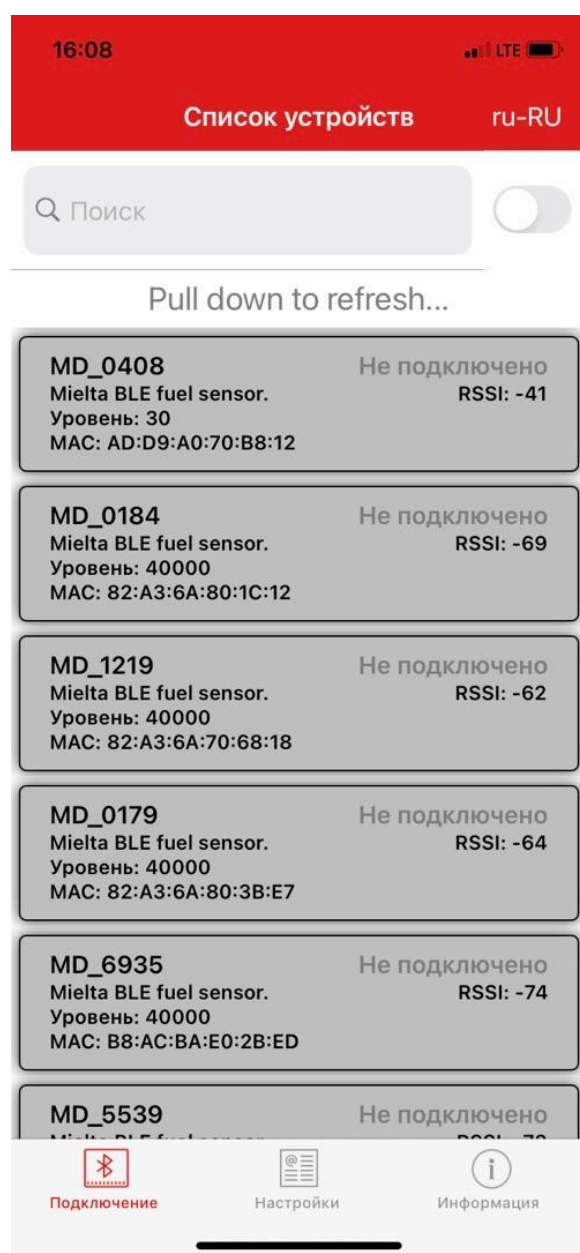 16:08 LTE
Список устройств ru-RU
Поиск
Pull down to refresh...
MD_0408 Не подключено
Mielta BLE fuel sensor. RSSI: -41
Уровень: 30
MAC: AD:D9:A0:70:B8:12
MD_0184 Не подключено
Mielta BLE fuel sensor. RSSI: -69
Уровень: 40000
MAC: 82:A3:6A:80:1C:12
MD_1219 Не подключено
Mielta BLE fuel sensor. RSSI: -62
Уровень: 40000
MAC: 82:A3:6A:70:68:18
MD_0179 Не подключено
Mielta BLE fuel sensor. RSSI: -64
Уровень: 40000
MAC: 82:A3:6A:80:3B:E7
MD_6935 Не подключено
Mielta BLE fuel sensor. RSSI: -74
Уровень: 40000
MAC: B8:AC:BA:E0:2B:ED
MD_5539 Не подключено
Подключение Настройки Информация